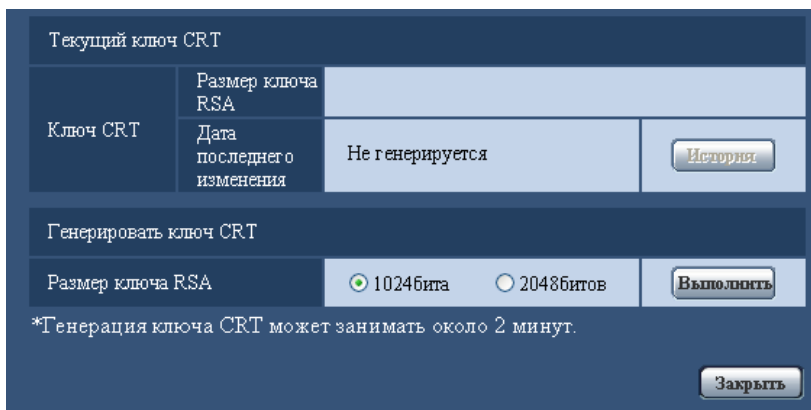 Текущий ключ CRT
Ключ CRT
Размер ключа
RSA
Дата
последнего
изменения
Не генерируется
История
Генерировать ключ CRT
Размер ключа RSA
1024бита
2048битов
Выполнить
*Генерация ключа CRT может занимать около 2 минут.
Закрыть